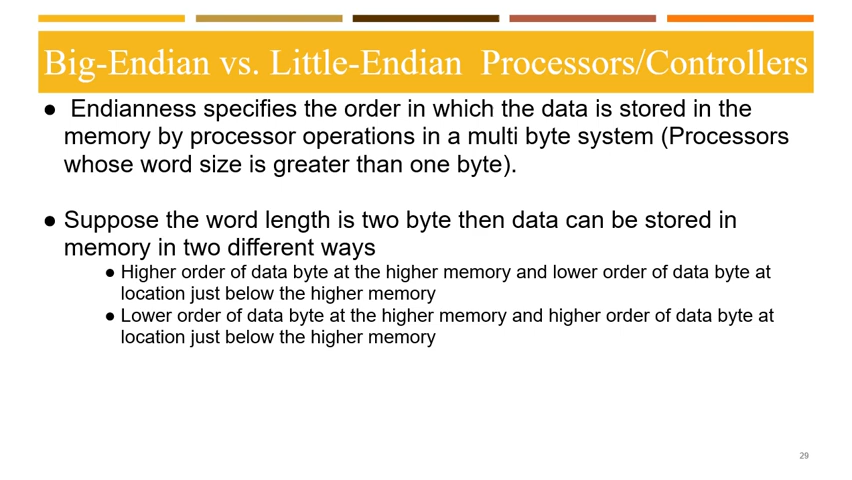 Big-Endian vs. Little-Endian Processors/Controllers
● Endianness specifies the order in which the data is stored in the
memory by processor operations in a multi byte system (Processors
whose word size is greater than one byte).
● Suppose the word length is two byte then data can be stored in
memory in two different ways
● Higher order of data byte at the higher memory and lower order of data byte at
location just below the higher memory
● Lower order of data byte at the higher memory and higher order of data byte at
location just below the higher memory
29